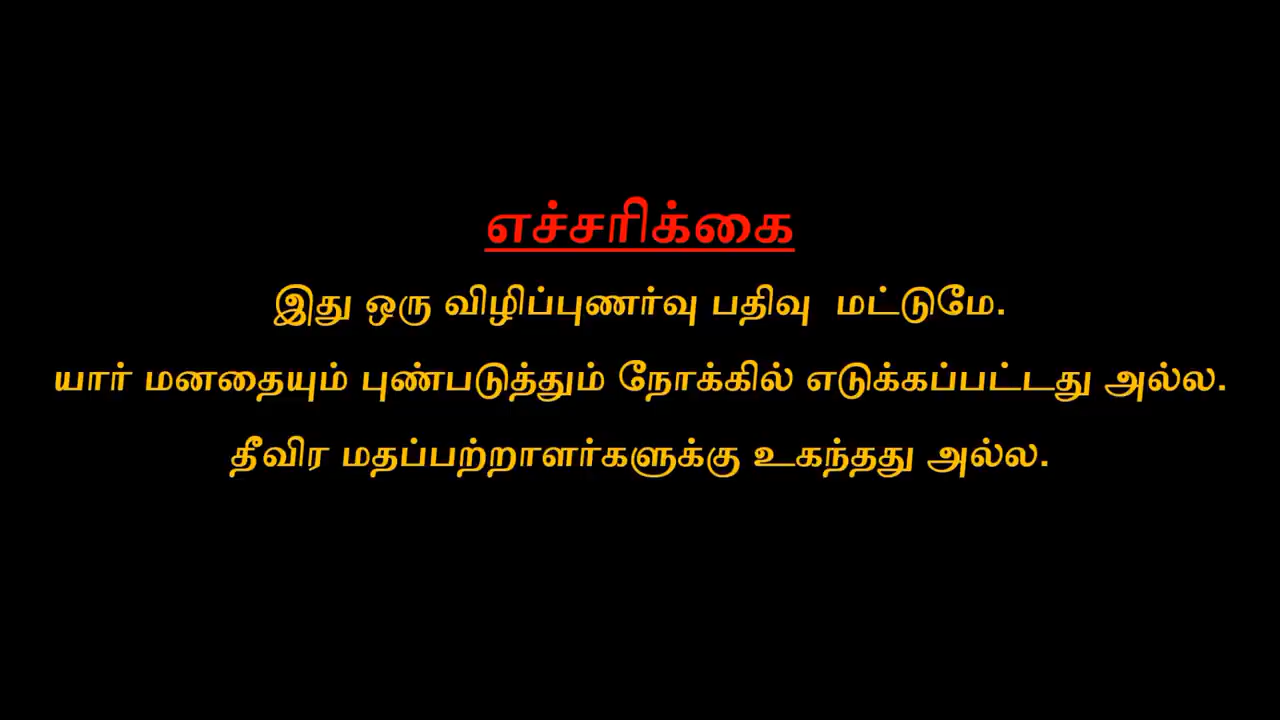 எச்சரிக்கை
இது ஒரு விழிப்புணர்வு பதிவு மட்டுமே.
யார் மனதையும் புண்படுத்தும் நோக்கில் எடுக்கப்பட்டது அல்ல.
தீவிர மதப்பற்றாளர்களுக்கு உகந்தது அல்ல.